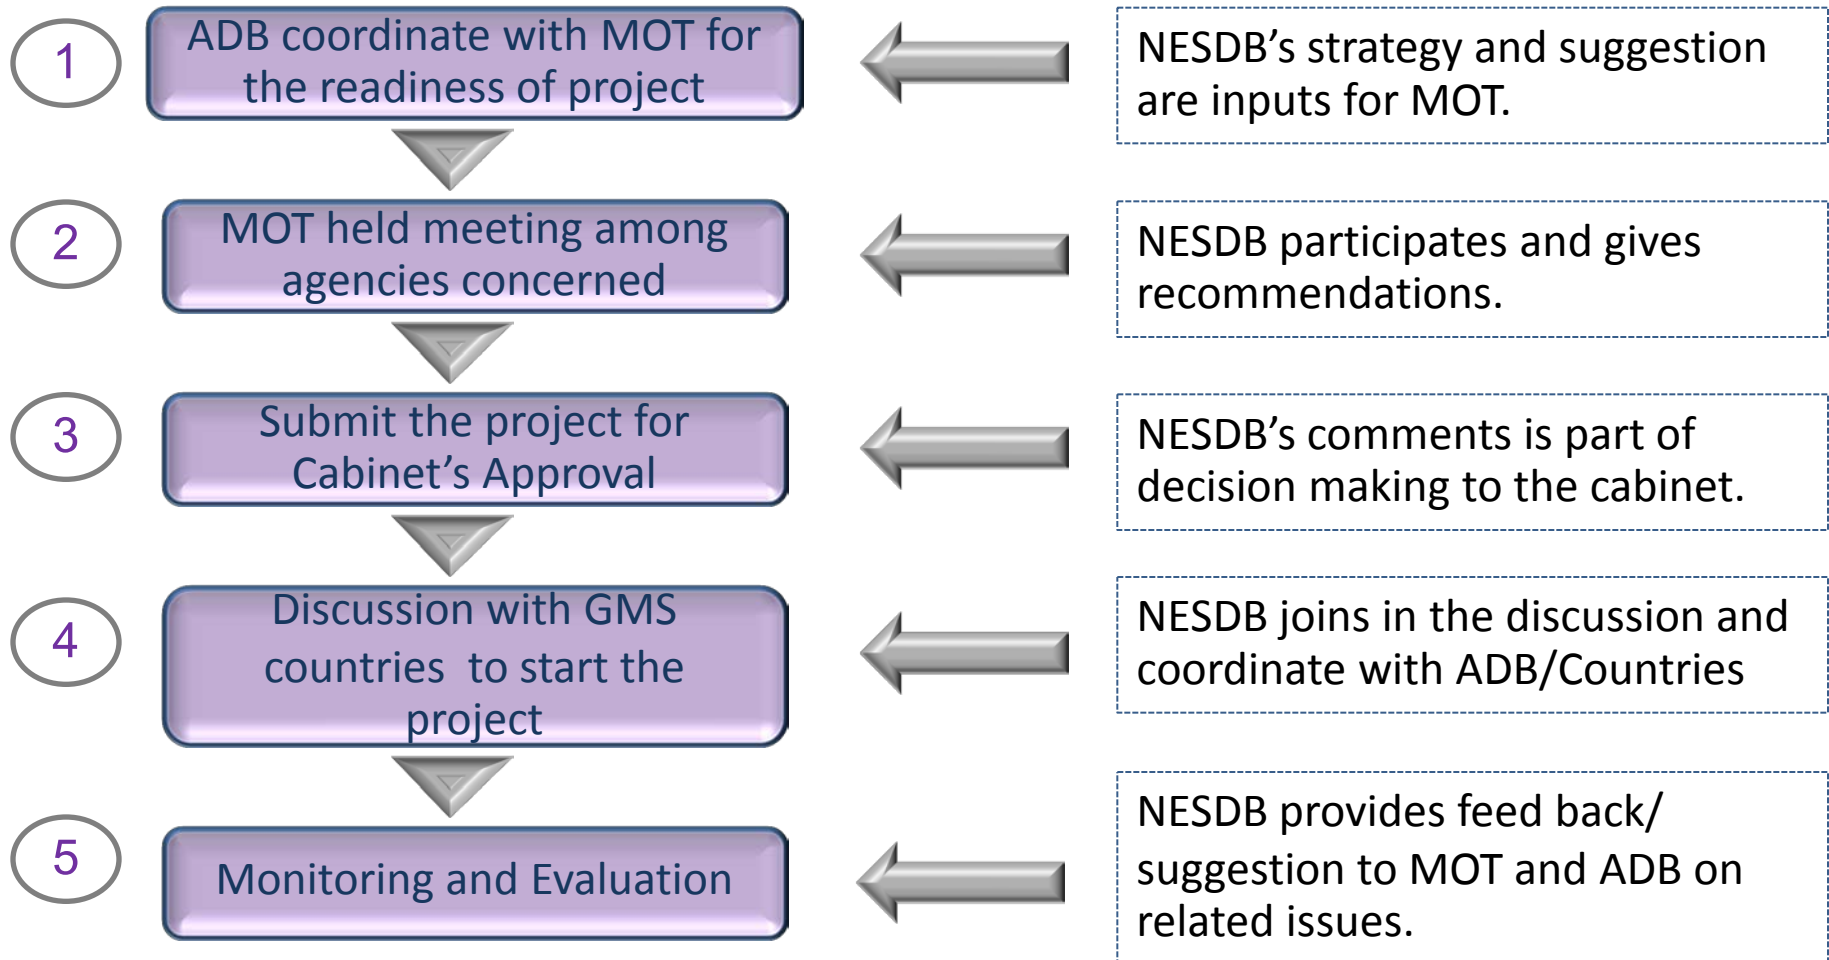 1
ADB coordinate with MOT for
the readiness of project
NESDB’s strategy and suggestion
are inputs for MOT.
2
MOT held meeting among
agencies concerned
NESDB participates and gives
recommendations.
3
Submit the project for
Cabinet’s Approval
NESDB’s comments is part of
decision making to the cabinet.
4
Discussion with GMS
countries  to start the
project
NESDB joins in the discussion and
coordinate with ADB/Countries
5
Monitoring and Evaluation
NESDB provides feed back/
suggestion to MOT and ADB on
related issues.